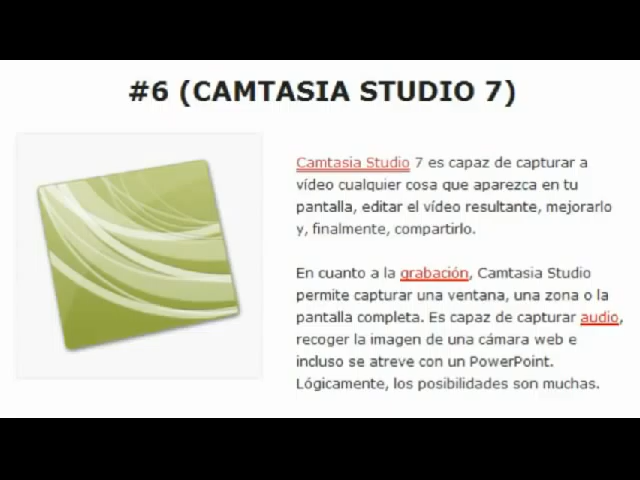 #6 (CAMTASIA STUDIO 7)
Camtasia Studio 7 es capaz de capturar a
vídeo cualquier cosa que aparezca en tu
pantalla, editar el vídeo resultante, mejorarlo
y, finalmente, compartirlo.
En cuanto a la grabación, Camtasia Studio
permite capturar una ventana, una zona o la
pantalla completa. Es capaz de capturar audio,
recoger la imagen de una cámara web e
incluso se atreve con un PowerPoint.
Lógicamente, los posibilidades son muchas.